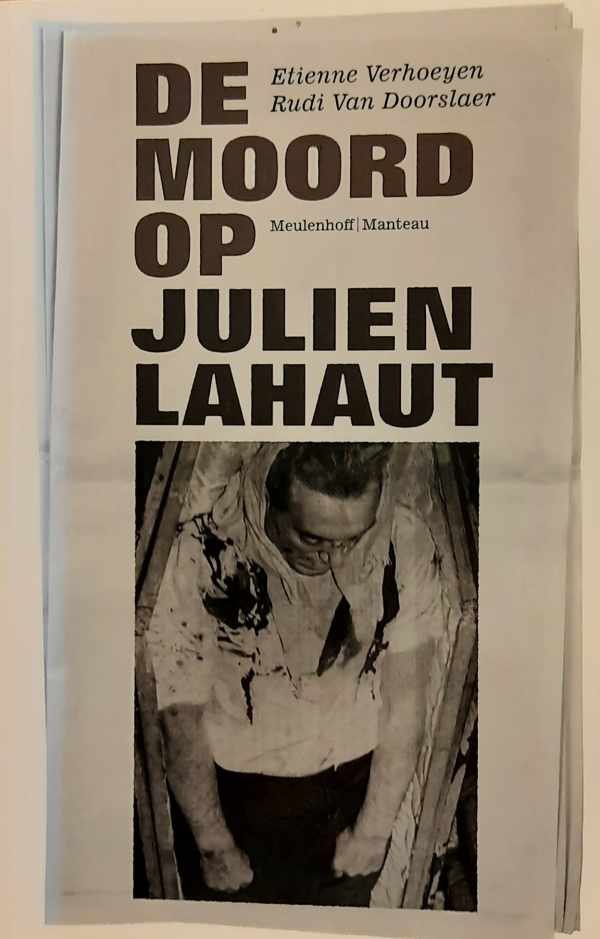 DE
Etienne Verhoeyen
Rudi Van Doorslaer
MOORD
OP
Meulenhoff|Manteau
JULIEN
LAHAUT